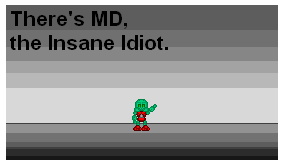 There's MD,
the Insane Idiot.